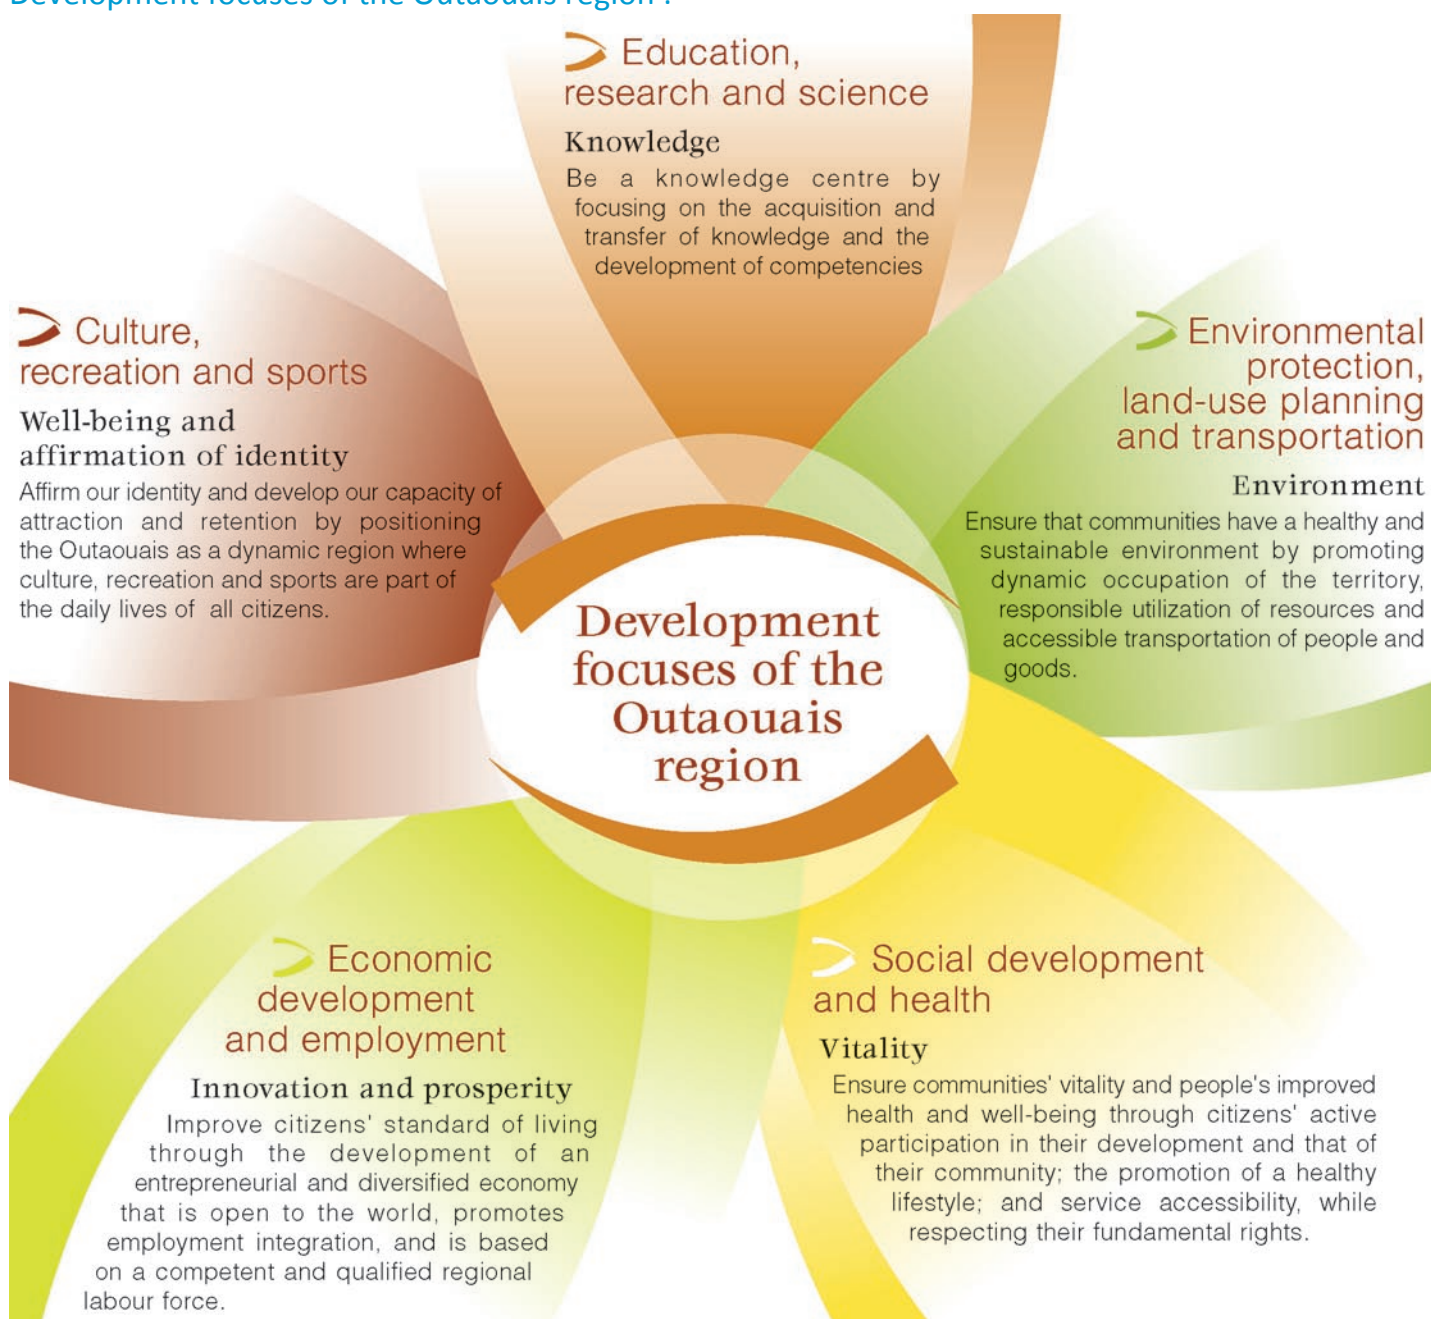 Development focuses of the Outaouais region :
Education,
research and science
Knowledge
Be a knowledge centre by
focusing on the acquisition and
transfer of knowledge and the
development of competencies
Culture,
recreation and sports
Well-being and
affirmation of identity
Affirm our identity and develop our capacity of
attraction and retention by positioning
the Outaouais as a dynamic region where
culture, recreation and sports are part of
the daily lives of all citizens.
Environmental
protection,
land-use planning
and transportation
Environment
Ensure that communities have a healthy and
sustainable environment by promoting
dynamic occupation of the territory,
responsible utilization of resources and
accessible transportation of people and
goods.
Development
focuses of the
Outaouais
region
Economic
development
and employment
Innovation and prosperity
Improve citizens' standard of living
through the development of an
entrepreneurial and diversified economy
that is open to the world, promotes
employment integration, and is based
on a competent and qualified regional
labour force.
Social development
and health
Vitality
Ensure communities' vitality and people's improved
health and well-being through citizens' active
participation in their development and that of
their community; the promotion of a healthy
lifestyle; and service accessibility, while
respecting their fundamental rights.